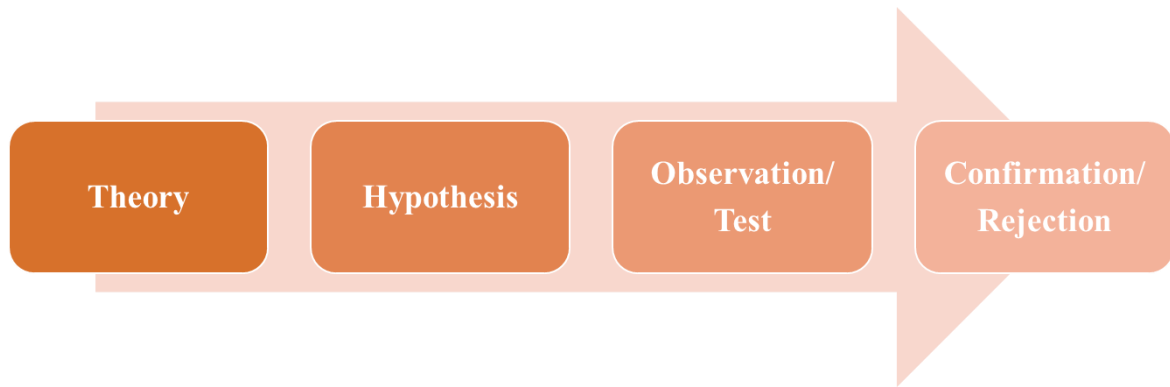 Theory
Hypothesis
Observation/
Test
Confirmation/
Rejection